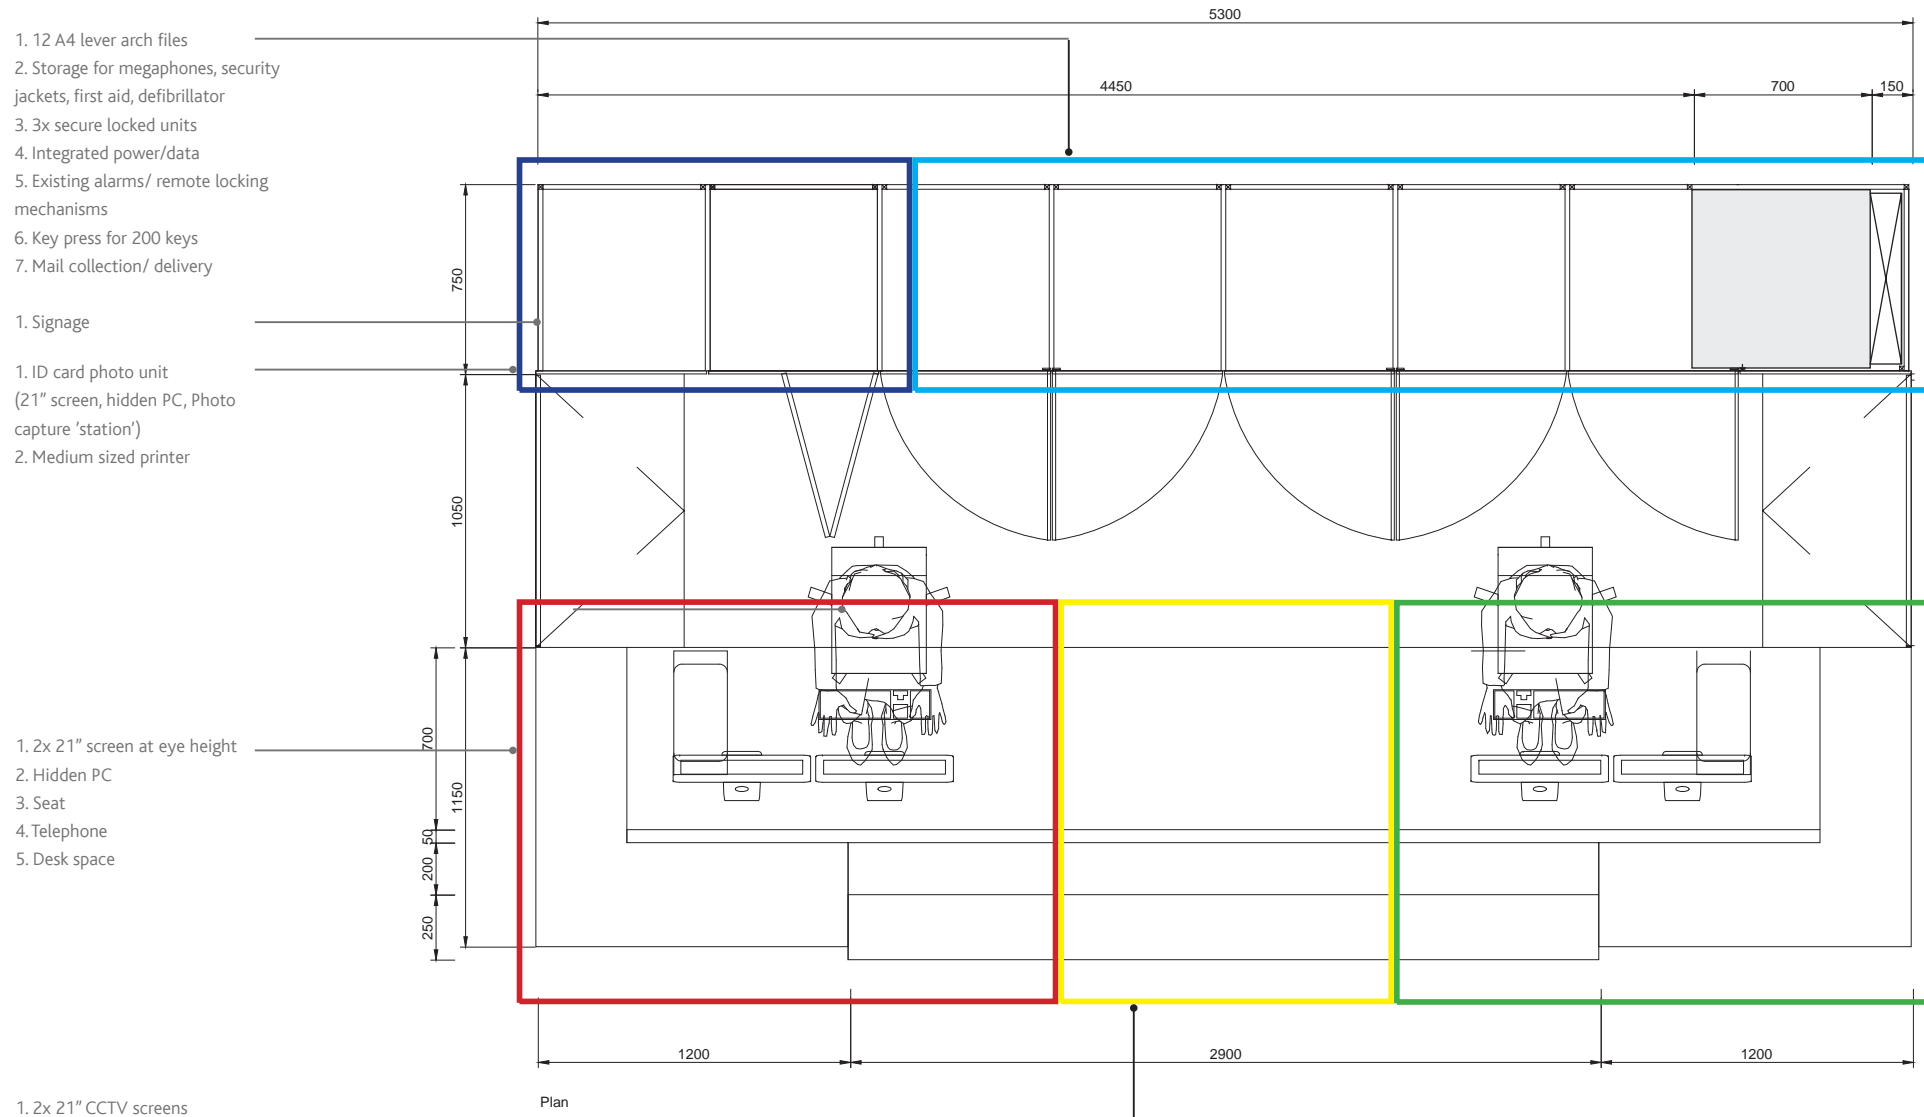 5300
1. 12 A4 lever arch files
2. Storage for megaphones, security
jackets, first aid, defibrillator
3. 3x secure locked units
4. Integrated power/data
5. Existing alarms/ remote locking
mechanisms
6. Key press for 200 keys
7. Mail collection/ delivery
4450
700
150
750
1. Signage
1. ID card photo unit
(21” screen, hidden PC, Photo
capture ’station’)
2. Medium sized printer
1050
1. 2x 21” screen at eye height
2. Hidden PC
3. Seat
4. Telephone
5. Desk space
700
1150
50
200
250
1200
2900
1200
Plan
1. 2x 21” CCTV screens